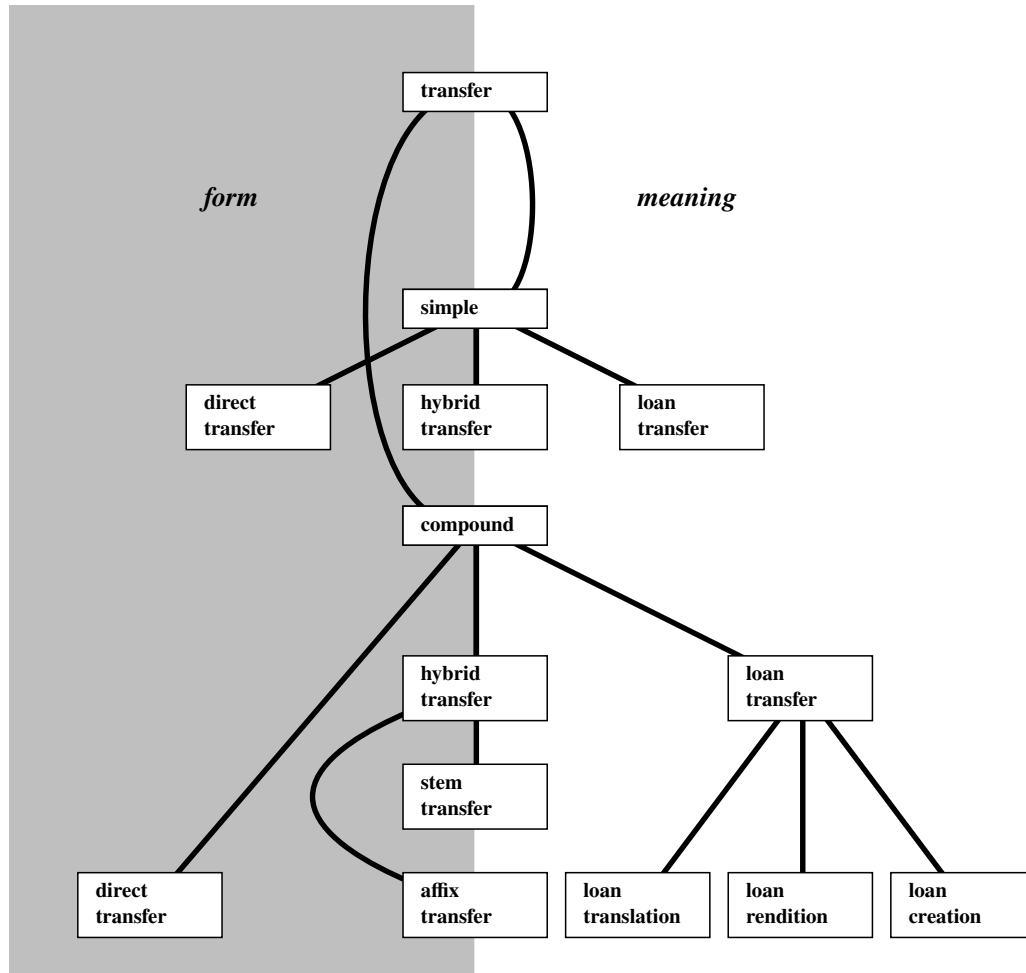 transfer
form
meaning
simple
direct
transfer
hybrid
transfer
loan
transfer
compound
hybrid
transfer
loan
transfer
stem
transfer
direct
transfer
affix
transfer
loan
translation
loan
rendition
loan
creation